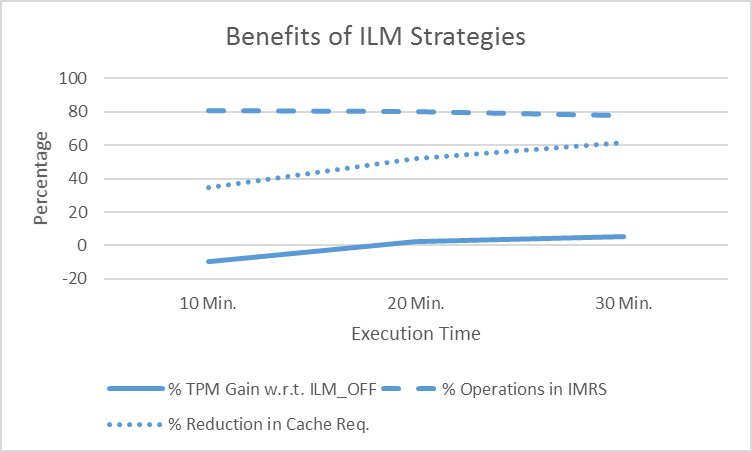 Benefits of ILM Strategies
100
80
60
40
20
0
-20
Percentage
10 Min.
20 Min.
30 Min.
Execution Time
% TPM Gain w.r.t. ILM_OFF
% Operations in IMRS
% Reduction in Cache Req.